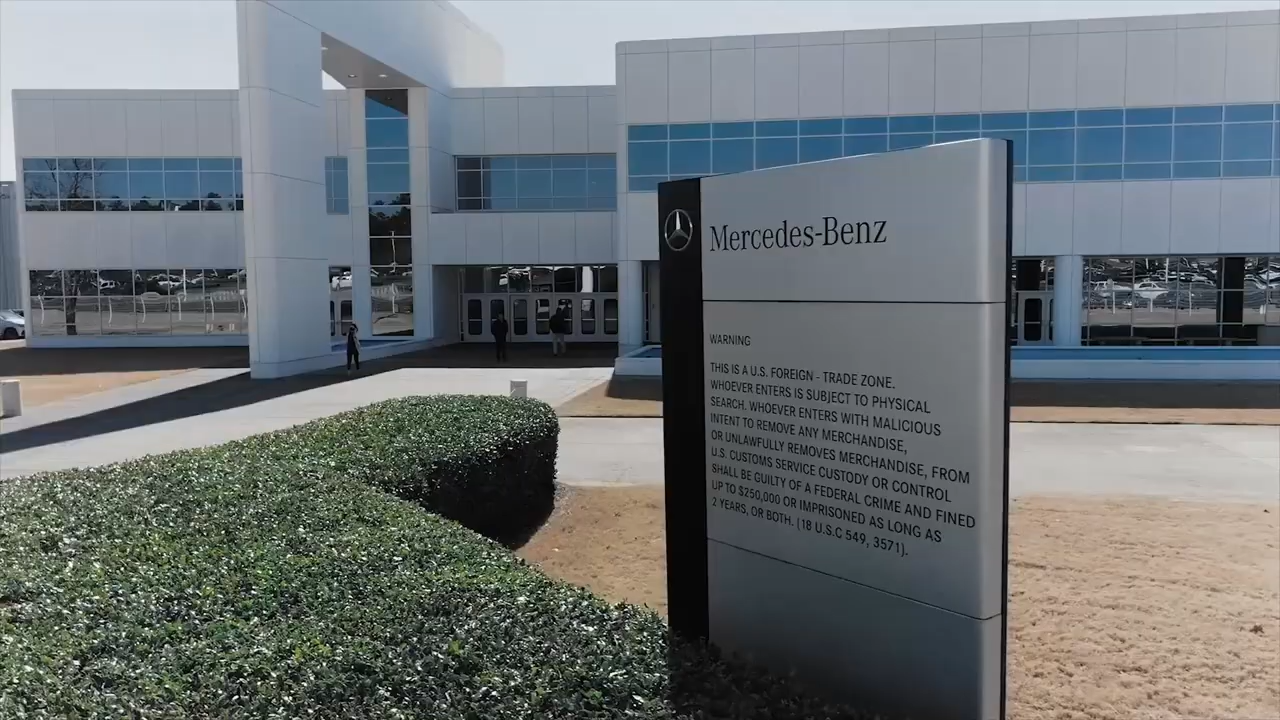 Mercedes-Benz
WARNING
THIS IS A U.S. FOREIGN - TRADE ZONE.
WHOEVER ENTERS IS SUBJECT TO PHYSICAL
SEARCH. WHOEVER ENTERS WITH MALICIOUS
INTENT TO REMOVE ANY MERCHANDISE,
OR UNLAWFULLY REMOVES MERCHANDISE, FROM
U.S. CUSTOMS SERVICE CUSTODY OR CONTROL
SHALL BE GUILTY OF A FEDERAL CRIME AND FINED
UP TO $250,000 OR IMPRISONED AS LONG AS
2 YEARS, OR BOTH. (18 U.S.C 549, 3571).